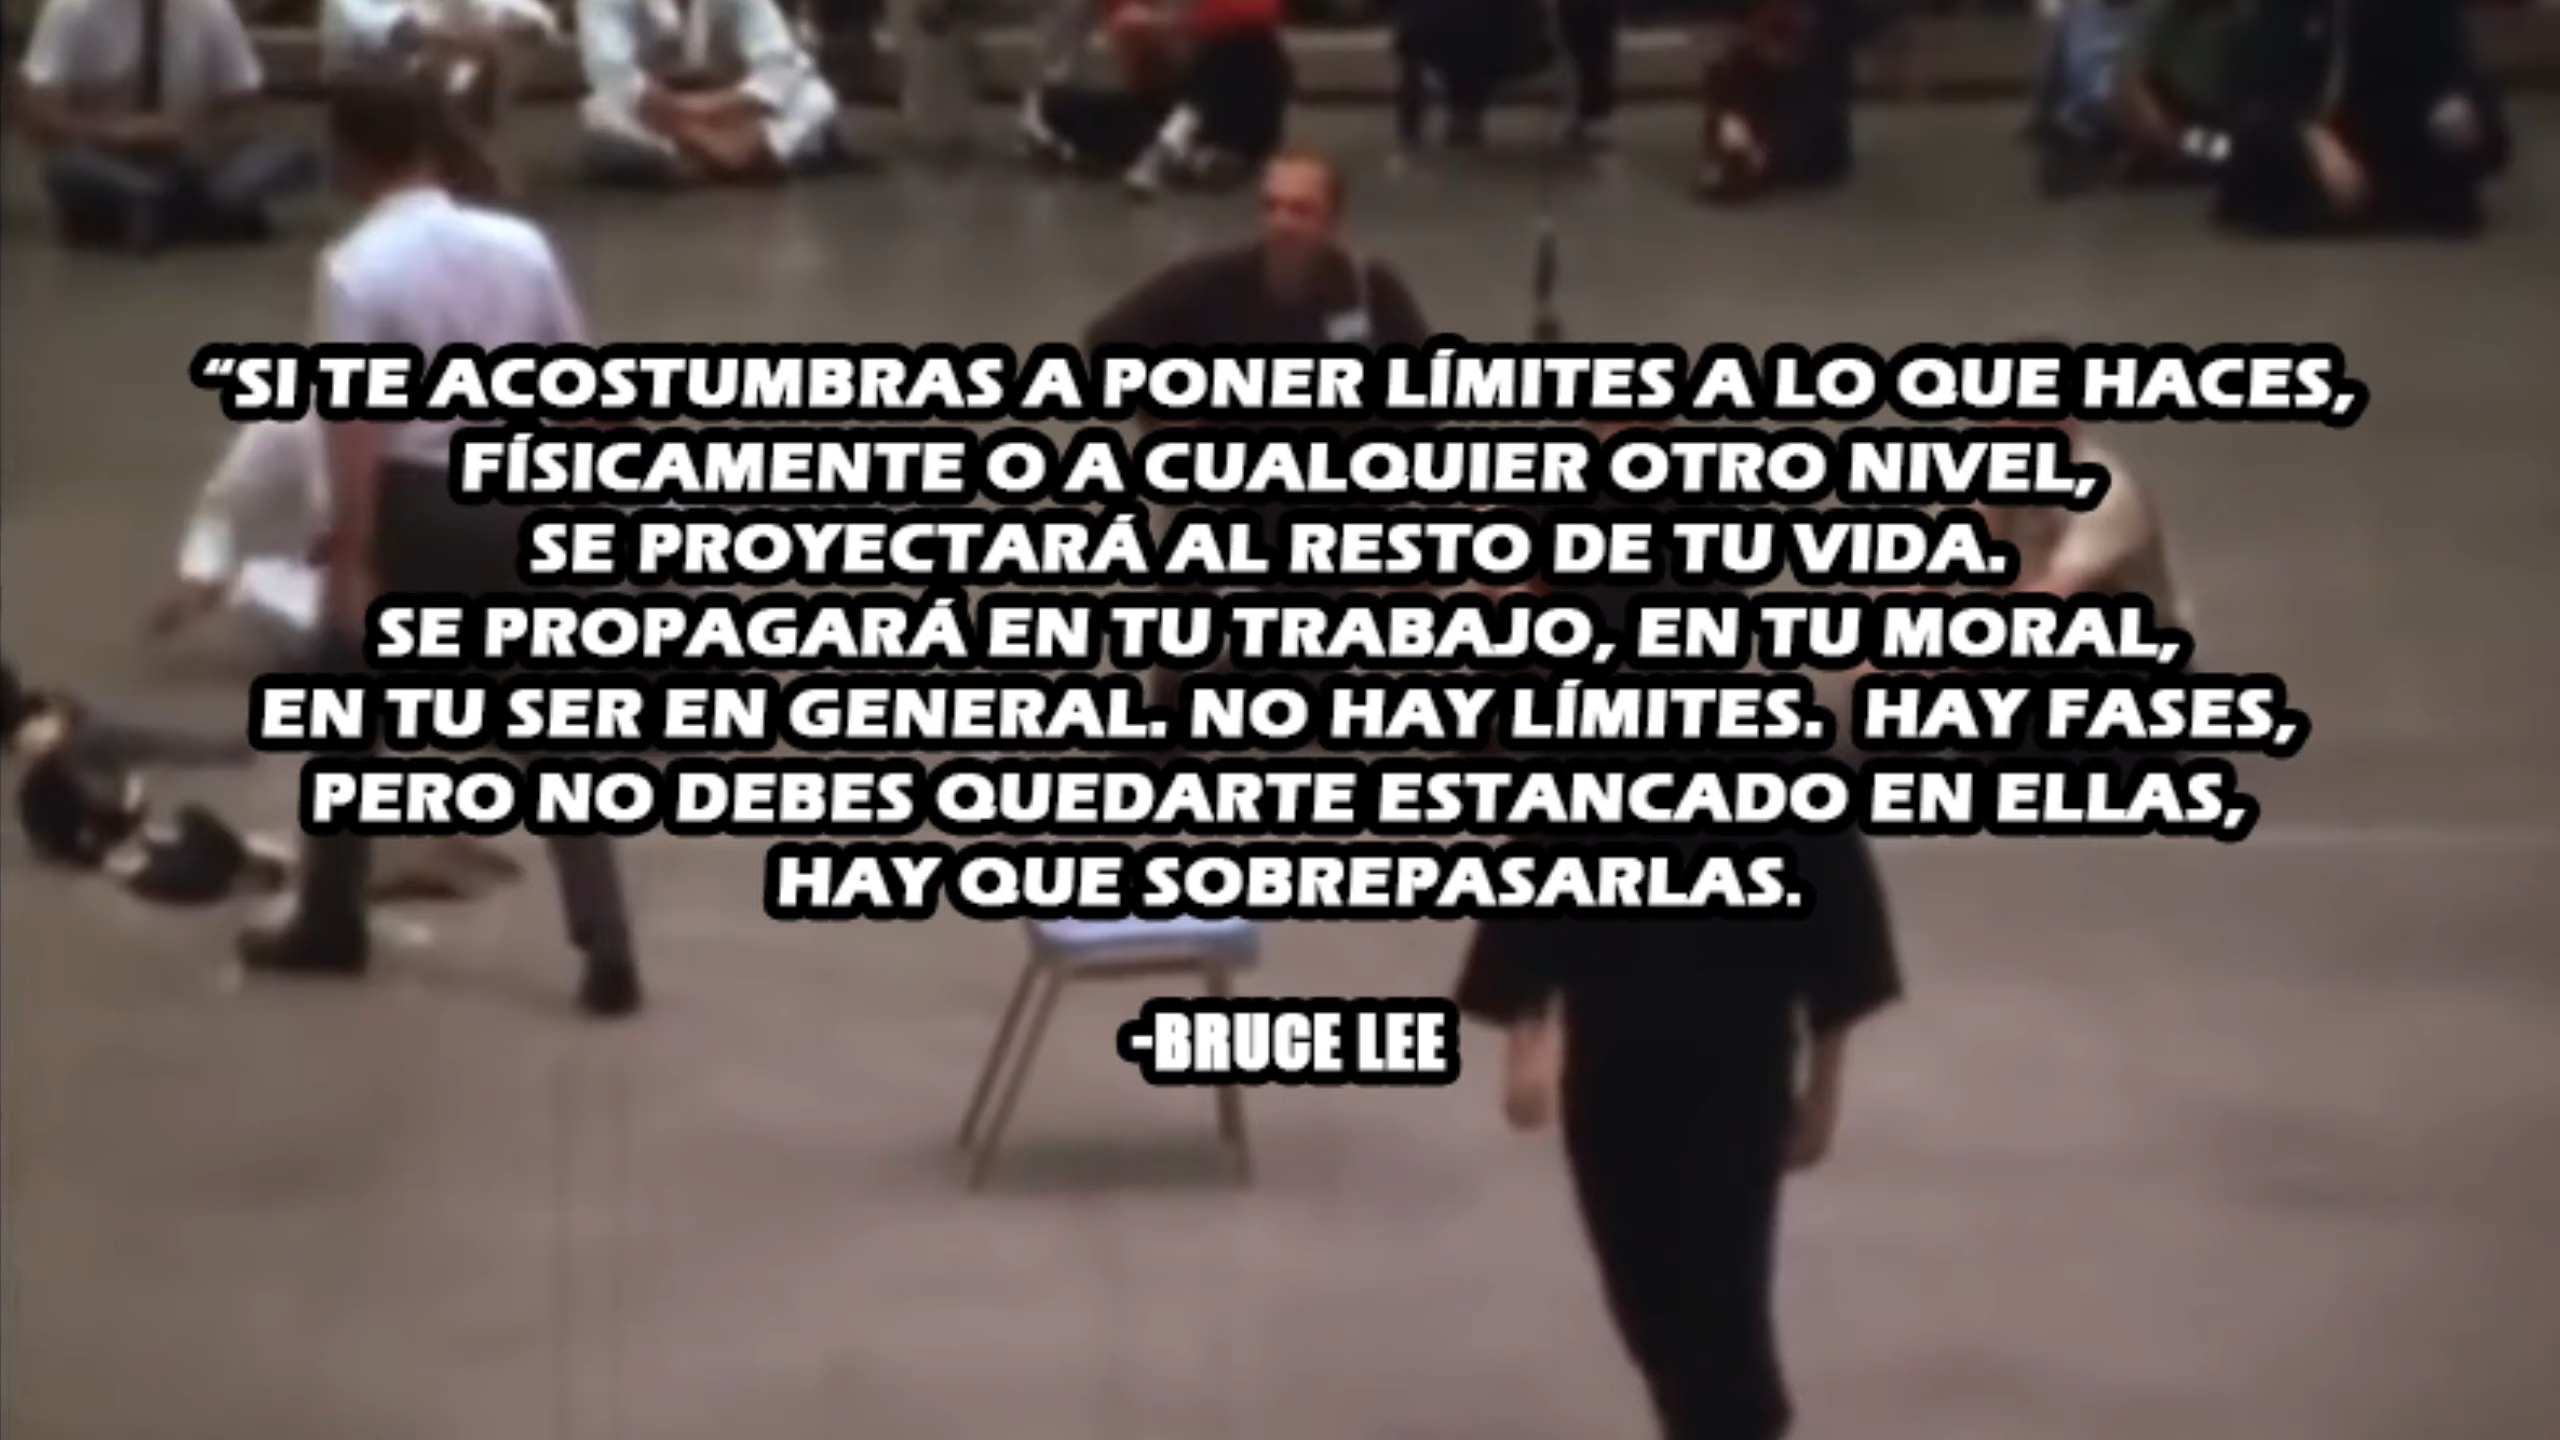 “SI TE ACOSTUMBRAS A PONER LÍMITES A LO QUE HACES,
FÍSICAMENTE O A CUALQUIER OTRO NIVEL,
SE PROYECTARÁ AL RESTO DE TU VIDA.
SE PROPAGARÁ EN TU TRABAJO, EN TU MORAL,
EN TU SER EN GENERAL. NO HAY LÍMITES. HAY FASES,
PERO NO DEBES QUEDARTE ESTANCADO EN ELLAS,
HAY QUE SOBREPASARLAS.
-BRUCE LEE